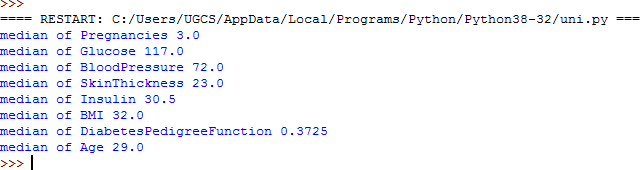 >>>
==== RESTART: C:/Users/UGCS/AppData/Local/Programs/Python/Python38-32/uni.py ===
median of Pregnancies 3.0
median of Glucose 117.0
median of BloodPressure 72.0
median of SkinThickness 23.0
median of Insulin 30.5
median of BMI 32.0
median of DiabetesPedigreeFunction 0.3725
median of Age 29.0
>>>